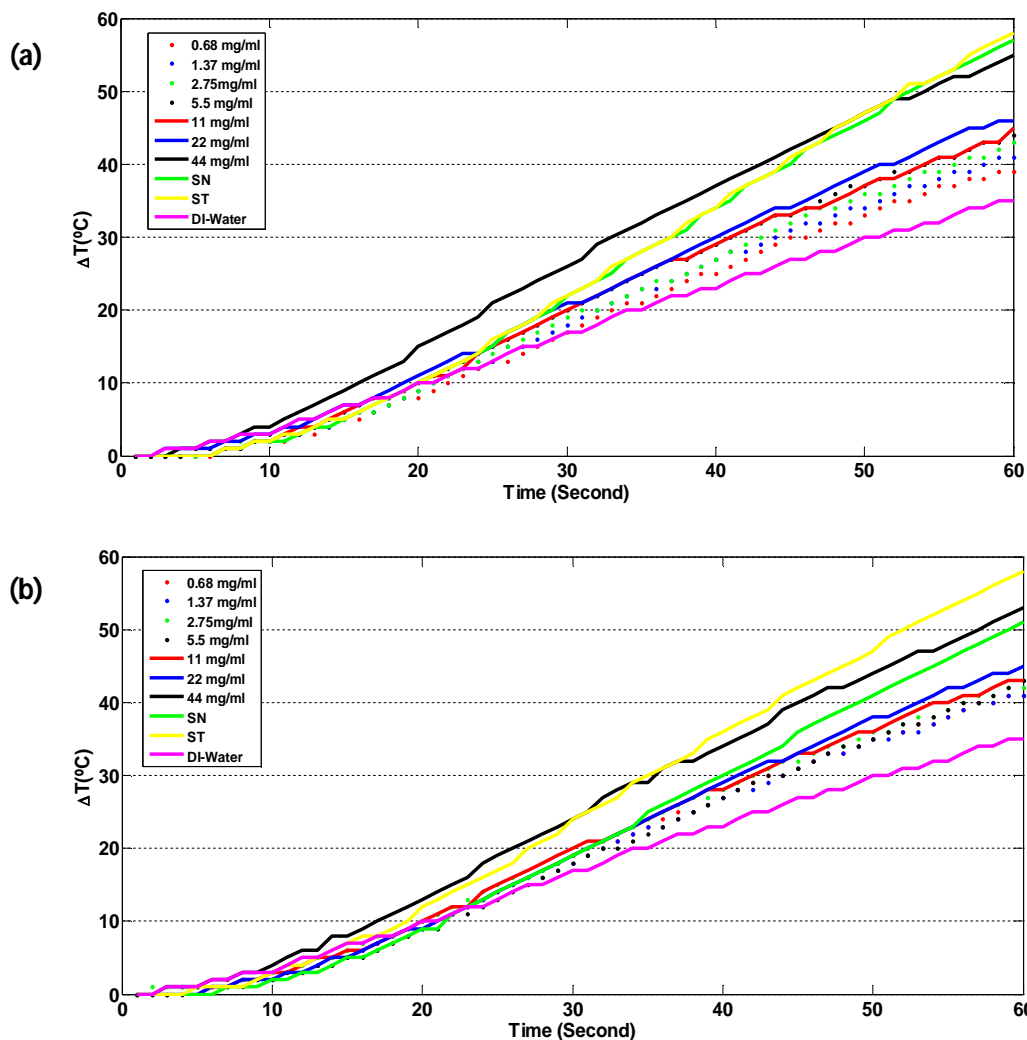 (a)
60
50
40
30
20
10
0
ΔT(ºC)
0.68 mg/ml
1.37 mg/ml
2.75mg/ml
5.5 mg/ml
11 mg/ml
22 mg/ml
44 mg/ml
SN
ST
DI-Water
0 10 20 30 40 50 60
Time (Second)
(b)
60
50
40
30
20
10
0
ΔT(ºC)
0.68 mg/ml
1.37 mg/ml
2.75mg/ml
5.5 mg/ml
11 mg/ml
22 mg/ml
44 mg/ml
SN
ST
DI-Water
0 10 20 30 40 50 60
Time (Second)